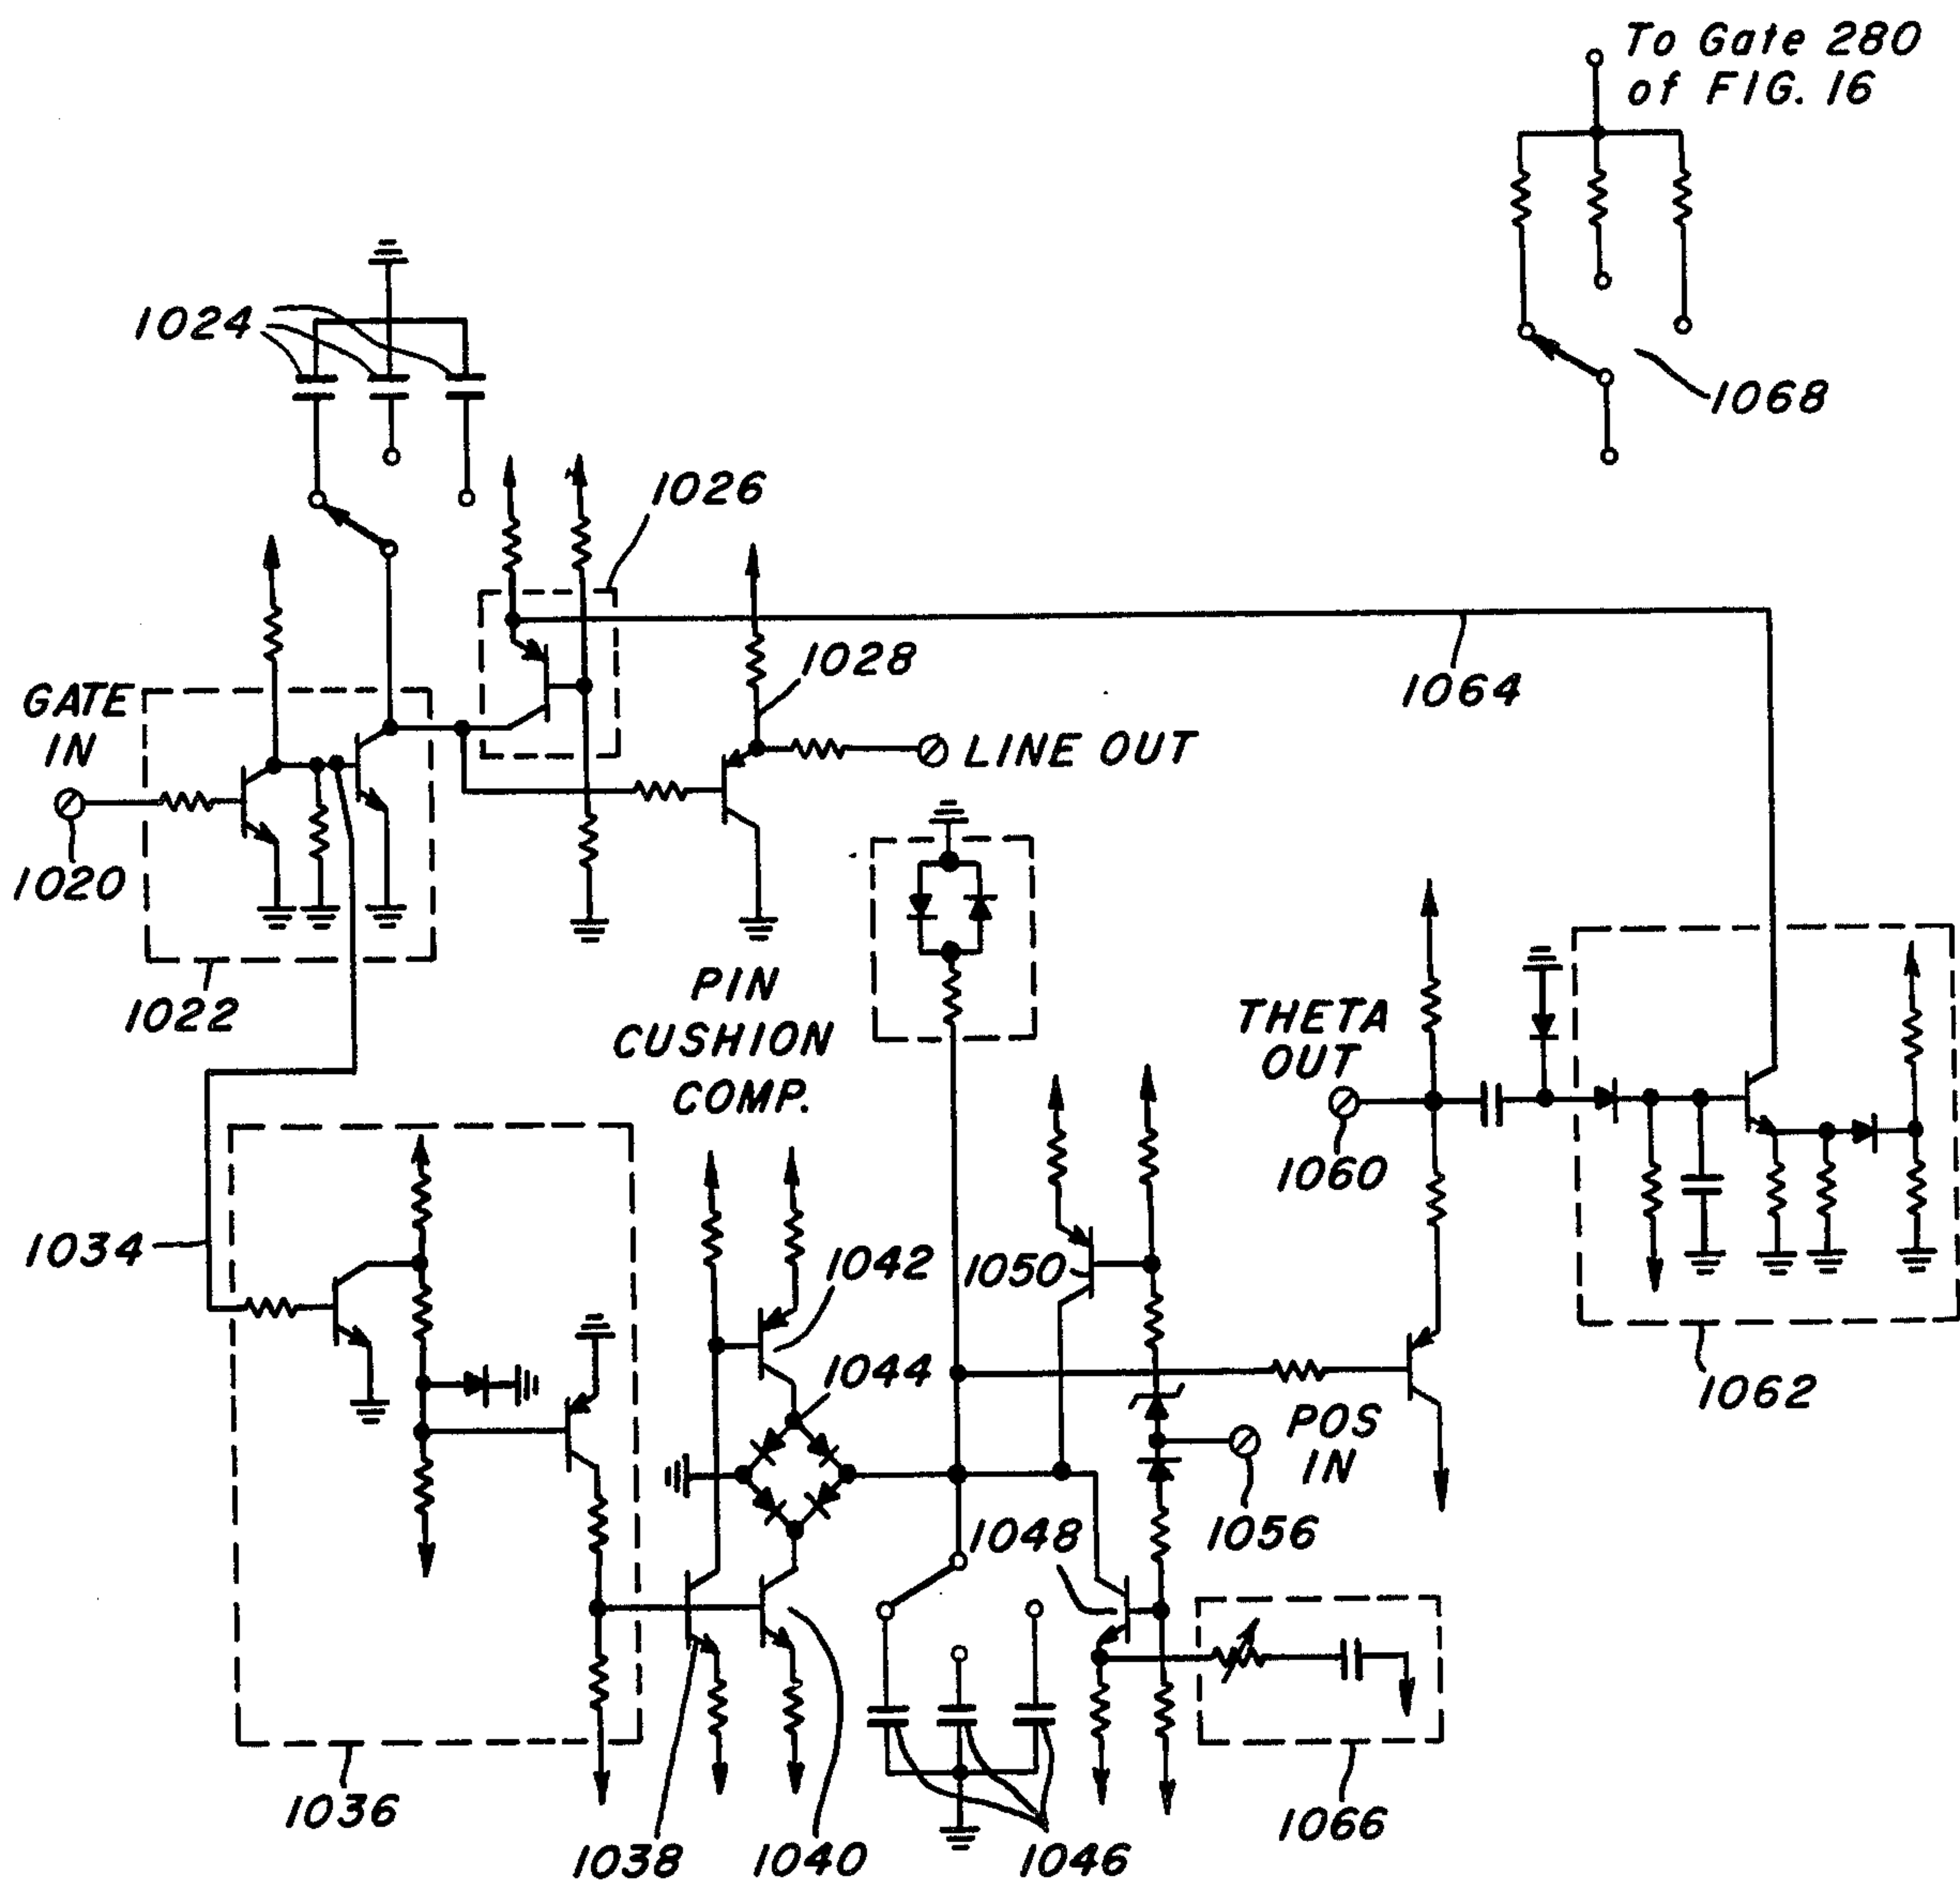 To Gate 280
of FIG. 16
1024
1068
1026
1028
1064
GATE
IN
LINE OUT
1020
1022
PIN
CUSHION
COMP.
THETA
OUT
1060
1034
1042
1050
1044
1062
POS
IN
1048
1056
1036
1038
1040
1046
1066